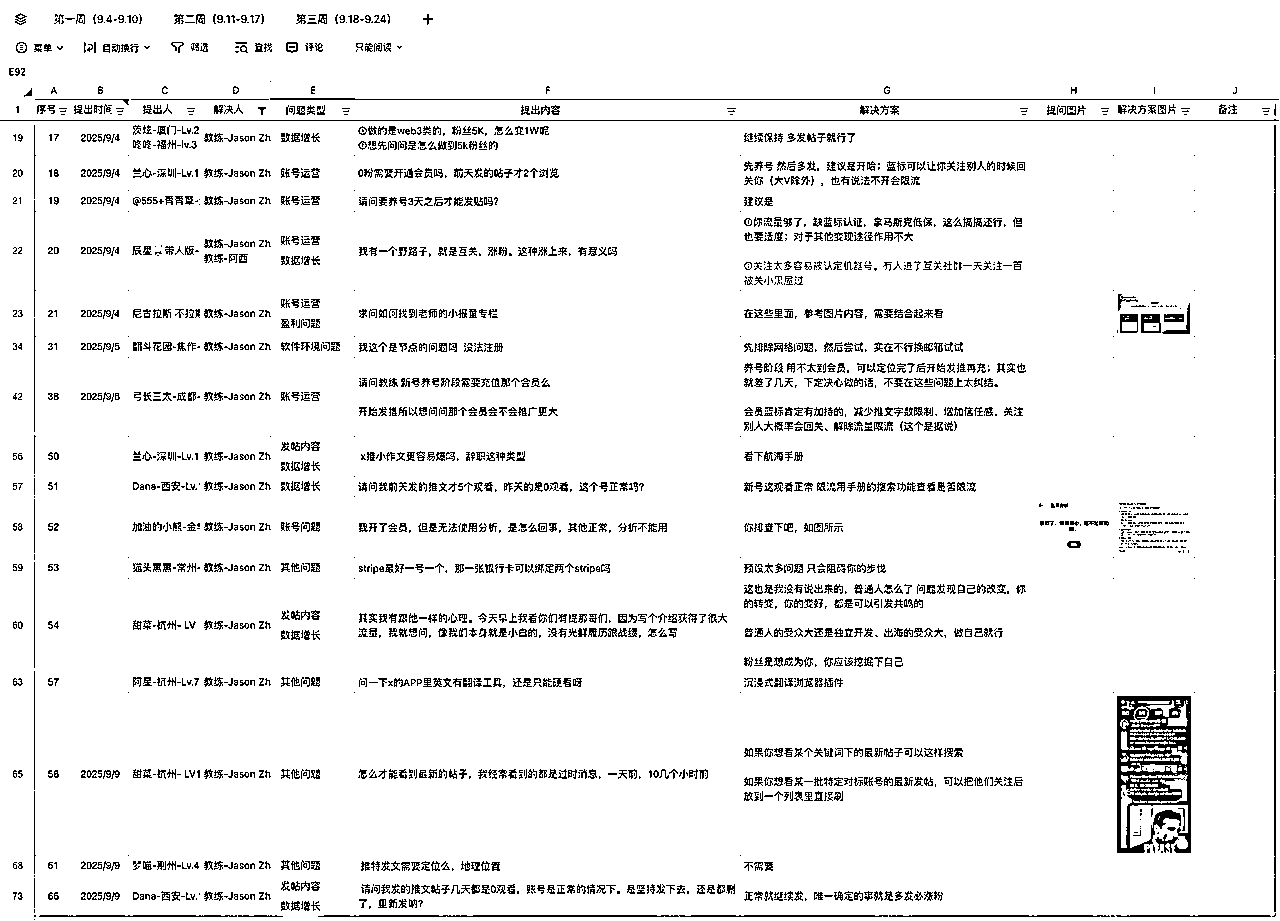 第一周（9.4-9.10） 第二周（9.11-9.17） 第三周（9.18-9.24） +
菜单 自动换行 筛选 查找 评论 只能阅读
E92
A B C D E F G H I J
1 序号 提出时间 提出人 解决人 问题类型 提出内容 解决方案 提问图片 解决方案图片 备注
19 17 2025/9/4 茨炫-厦门-Lv.2 教练-Jason Zh 数据增长 ①做的是web3类的，粉丝5K，怎么变1W呢 继续保持 多发帖子就行了
咚咚-福州-lv.3 ②想先问问是怎么做到5k粉丝的
20 18 2025/9/4 兰心-深圳-Lv.1 教练-Jason Zh 账号运营 0粉需要开通会员吗，前天发的帖子才2个浏览 先养号 然后多发，建议是开始；蓝标可以让你关注别人的时候回
关你（大V除外），也有说法不开会限流
21 19 2025/9/4 @555+ 教练-Jason Zh 账号运营 请问要养号3天之后才能发贴吗？ 建议是
22 20 2025/9/4 辰星 带人版- 教练-Jason Zh 账号运营 我有一个野路子，就是互关，涨粉。这种涨上来，有意义吗 ①你流量够了，缺蓝标认证，拿马斯克低保，这么搞搞还行，但
教练-阿西 数据增长 也要适度；对于其他变现途径作用不大
②关注太多容易被认定机器号。有人进了互关社群一天关注一百
被关小黑屋过
23 21 2025/9/4 尼古拉斯 不拉 教练-Jason Zh 账号运营 求问如何找到老师的小报童专栏 在这些里面，参考图片内容，需要结合起来看
盈利问题
34 31 2025/9/5 翻斗花园-焦作- 教练-Jason Zh 软件环境问题 我这个是节点的问题吗 没法注册 先排除网络问题，然后尝试，实在不行换邮箱试试
42 38 2025/9/6 弓长三太-成都- 教练-Jason Zh 账号运营 请问教练 新号养号阶段需要充值那个会员么 养号阶段 用不太到会员，可以定位完了后开始发推再充；其实也
就差了几天，下定决心做的话，不要在这些问题上太纠结。
开始发推所以想问问那个会员会不会推广更大 会员蓝标肯定有加持的，减少推文字数限制、增加信任感，关注
别人大概率会回关、解除流量限流（这个是据说）
56 50 兰心-深圳-Lv.1 教练-Jason Zh 发帖内容 x推小作文更容易爆吗，辞职这种类型 看下航海手册
数据增长
57 51 Dana-西安-Lv. 教练-Jason Zh 数据增长 请问我前天发的推文才5个观看，昨天的是0观看，这个号正常吗？ 新号这观看正常 限流用手册的搜索功能查看是否限流
58 52 加油的小熊-金 教练-Jason Zh 账号问题 我开了会员，但是无法使用分析，是怎么回事，其他正常，分析不能用 你排查下吧，如图所示
59 53 猫头鹰黑-常州- 教练-Jason Zh 其他问题 stripe最好一号一个，那一张银行卡可以绑定两个stripe吗 预设太多问题 只会阻碍你的步伐
60 54 甜菜-杭州- LV 教练-Jason Zh 发帖内容 其实我有跟他一样的心理。今天早上我看你们有提那哥们，因为写个介绍获得了很大 这也是我没有说出来的，普通人怎么了 问题发现自己的改变，你
数据增长 流量，我就想问，像我们本身就是小白的，没有光鲜履历跟战绩，怎么写 的转变，你的变好，都是可以引发共鸣的
普通人的受众大还是独立开发、出海的受众大，做自己就行
粉丝是想成为你，你应该挖掘下自己
63 57 阿星-杭州-Lv.7 教练-Jason Zh 其他问题 问一下x的APP里英文有翻译工具，还是只能硬看呀 沉浸式翻译浏览器插件
65 58 2025/9/9 甜菜-杭州- LV1 教练-Jason Zh 其他问题 怎么才能看到最新的帖子，我经常看到的都是过时消息，一天前，10几个小时前 如果你想看某个关键词下的最新帖子可以这样搜索
如果你想看某一批特定对标账号的最新发帖，可以把他们关注后
放到一个列表里直接刷
68 61 2025/9/9 梦喵-荆州-Lv.4 教练-Jason Zh 其他问题 推特发文需要定位么，地理位置 不需要
73 66 2025/9/9 Dana-西安-Lv. 教练-Jason Zh 发帖内容 请问我发的推文帖子几天都是0观看，账号是正常的情况下。是坚持发下去，还是都删 正常就继续发，唯一确定的事就是多发必涨粉
数据增长 了，重新发呐？